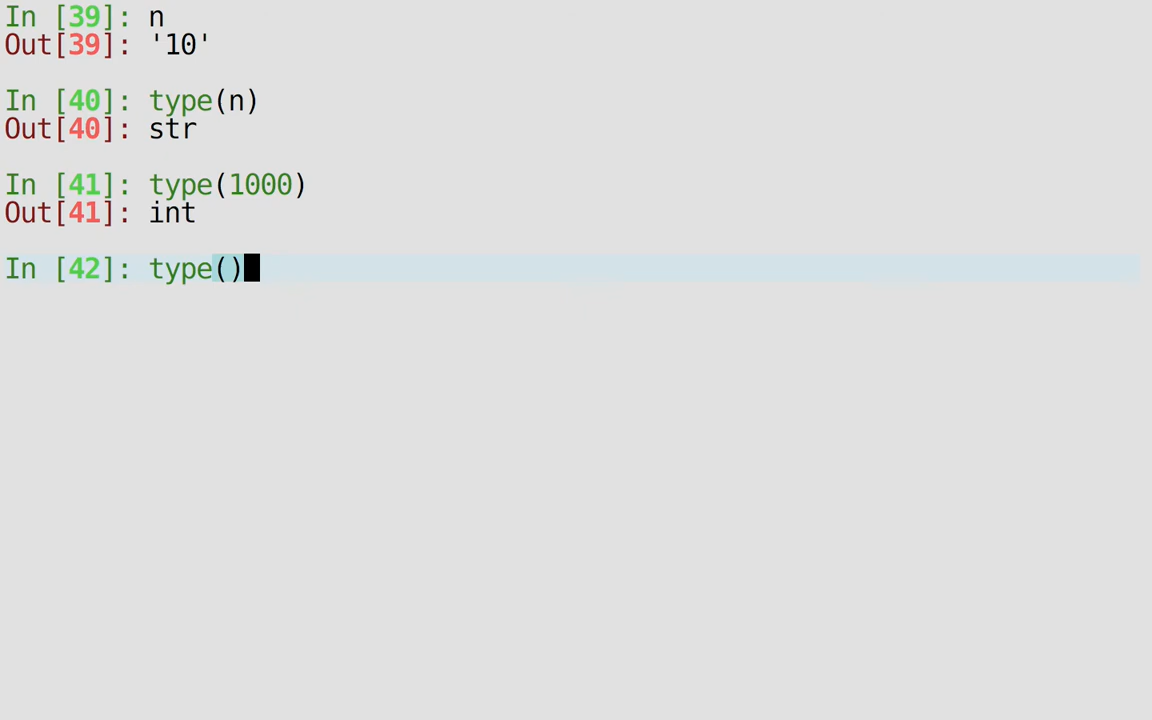 In [39]: n
Out[39]: '10'
In [40]: type(n)
Out[40]: str
In [41]: type(1000)
Out[41]: int
In [42]: type()